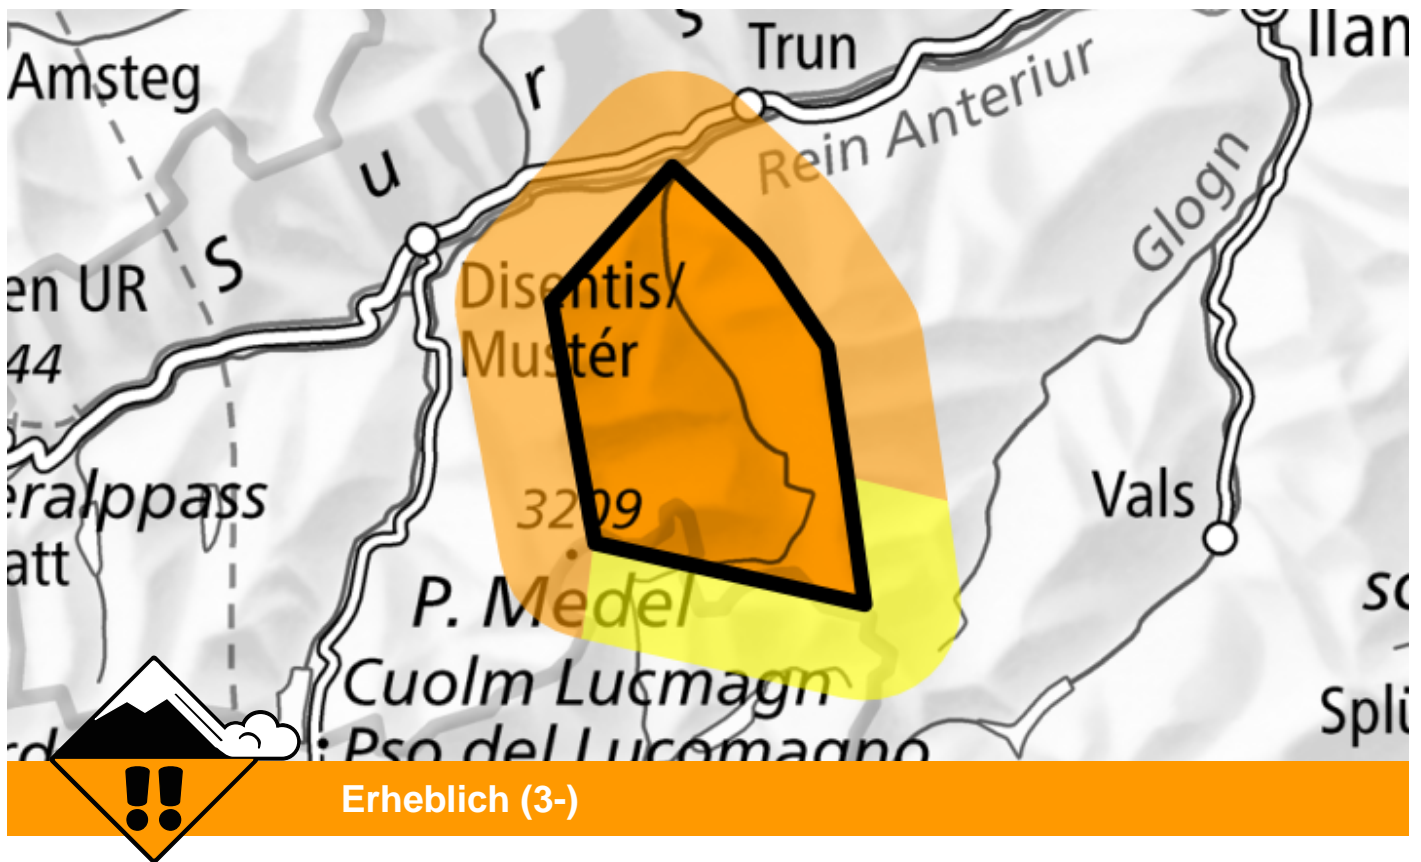 Trun
Ilan
Amsteg
Rein Anteriur
s
r
u
S
Glogn
en UR
Disentis/
Mustér
44
3209
Vals
eralppass
att
P. Medel
Cuolm Lucmagn
Splü
Pso del Lucomagno
rd
!!
Erheblich (3-)